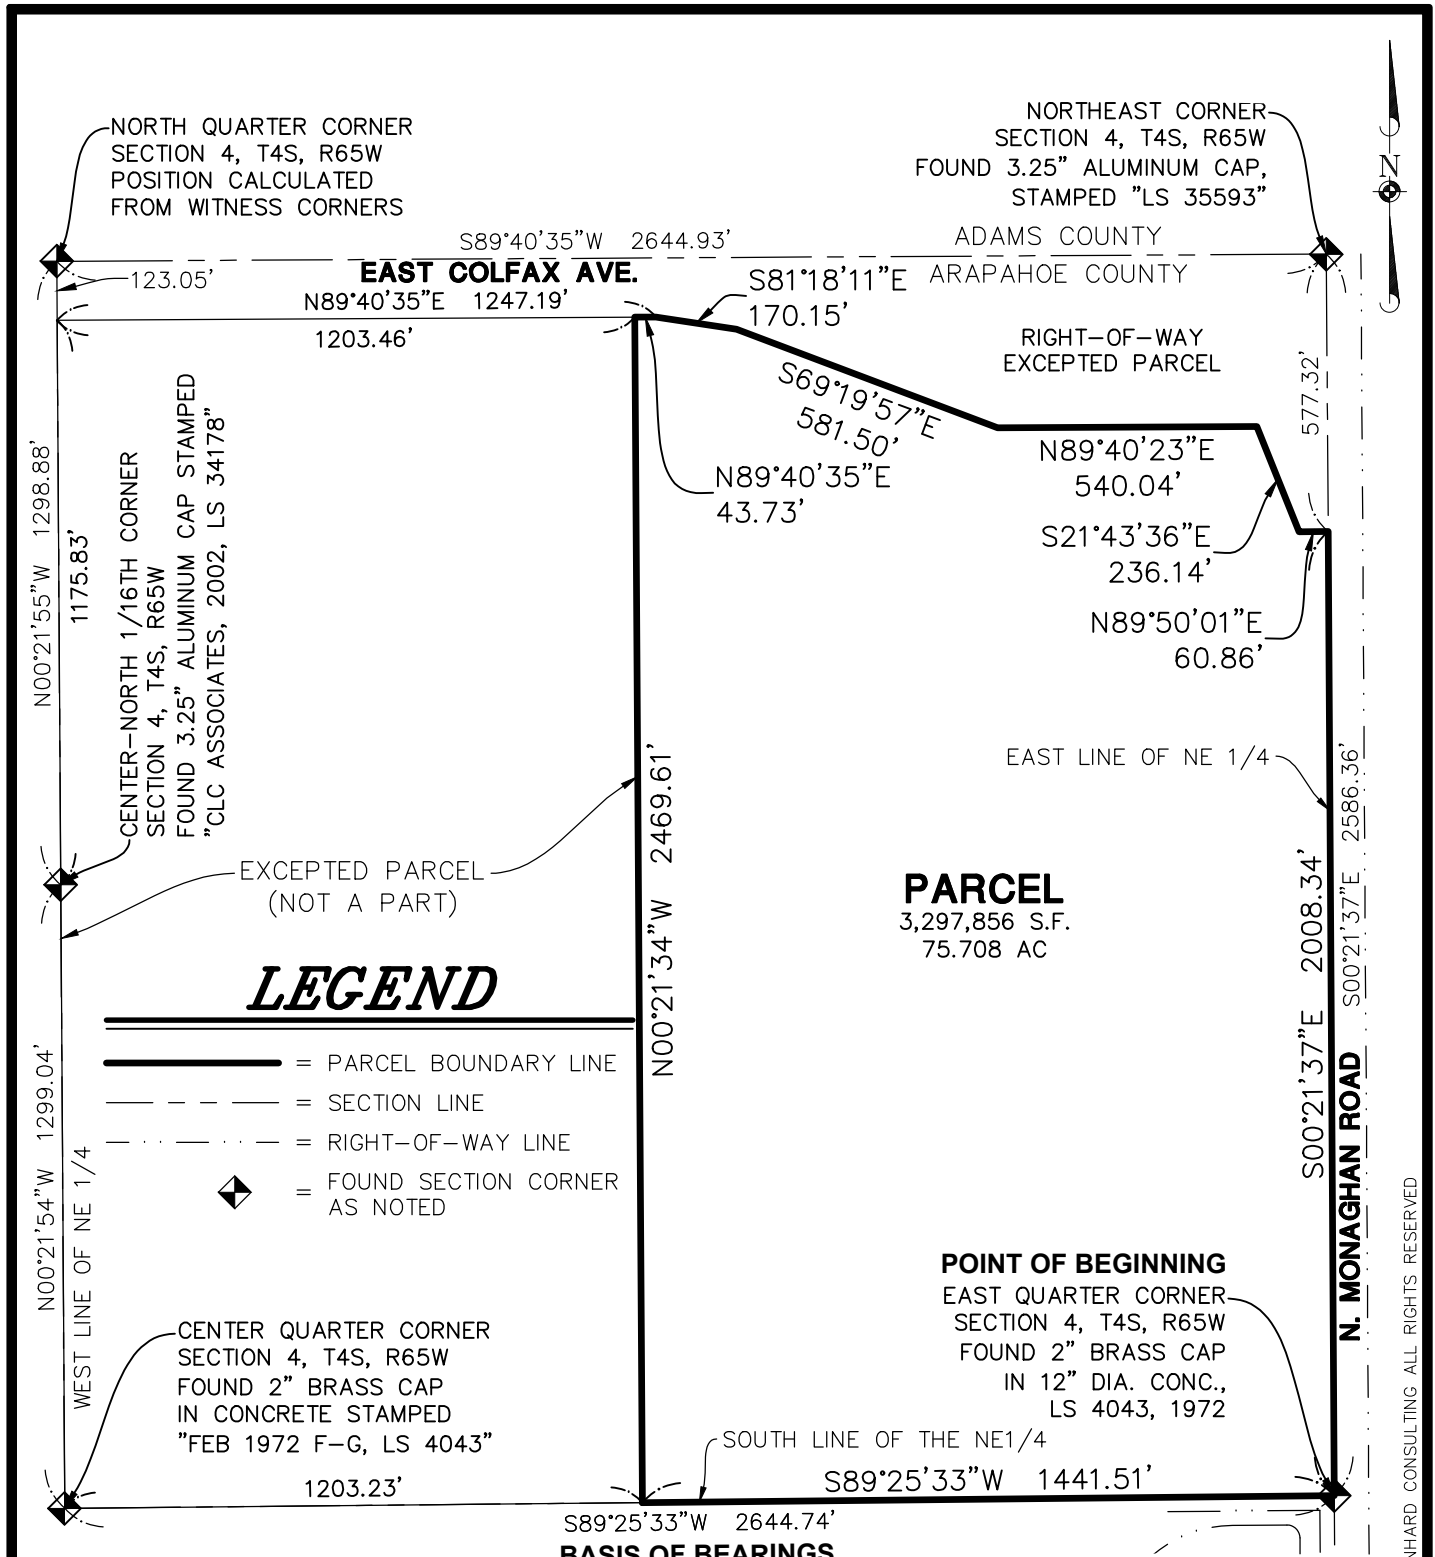 NORTH QUARTER CORNER
SECTION 4, T4S, R65W
POSITION CALCULATED
FROM WITNESS CORNERS
NORTHEAST CORNER
SECTION 4, T4S, R65W
FOUND 3.25" ALUMINUM CAP,
STAMPED "LS 35593"
N
S89°40'35"W 2644.93'
ADAMS COUNTY
ARAPAHOE COUNTY
123.05'
EAST COLFAX AVE.
N89°40'35"E 1247.19'
1203.46'
S81°18'11"E
170.15'
RIGHT-OF-WAY
EXCEPTED PARCEL
577.32'
S69°19'57"E
581.50'
N89°40'35"E
43.73'
N89°40'23"E
540.04'
S21°43'36"E
236.14'
N89°50'01"E
60.86'
N00°21'55"W 1298.88'
1175.83'
CENTER-NORTH 1/16TH CORNER
SECTION 4, T4S, R65W
FOUND 3.25" ALUMINUM CAP STAMPED
"CLC ASSOCIATES, 2002, LS 34178"
EAST LINE OF NE 1/4
N00°21'34"W 2469.61'
S00°21'37"E 2008.34'
S00°21'37"E 2586.36'
EXCEPTED PARCEL
(NOT A PART)
PARCEL
3,297,856 S.F.
75.708 AC
LEGEND
= PARCEL BOUNDARY LINE
= SECTION LINE
= RIGHT-OF-WAY LINE
= FOUND SECTION CORNER
AS NOTED
N00°21'54"W 1299.04'
WEST LINE OF NE 1/4
N. MONAGHAN ROAD
POINT OF BEGINNING
EAST QUARTER CORNER
SECTION 4, T4S, R65W
FOUND 2" BRASS CAP
IN 12" DIA. CONC.,
LS 4043, 1972
CENTER QUARTER CORNER
SECTION 4, T4S, R65W
FOUND 2" BRASS CAP
IN CONCRETE STAMPED
"FEB 1972 F-G, LS 4043"
SOUTH LINE OF THE NE1/4
S89°25'33"W 1441.51'
1203.23'
S89°25'33"W 2644.74'
BASIS OF BEARINGS
NHARD CONSULTING ALL RIGHTS RESERVED